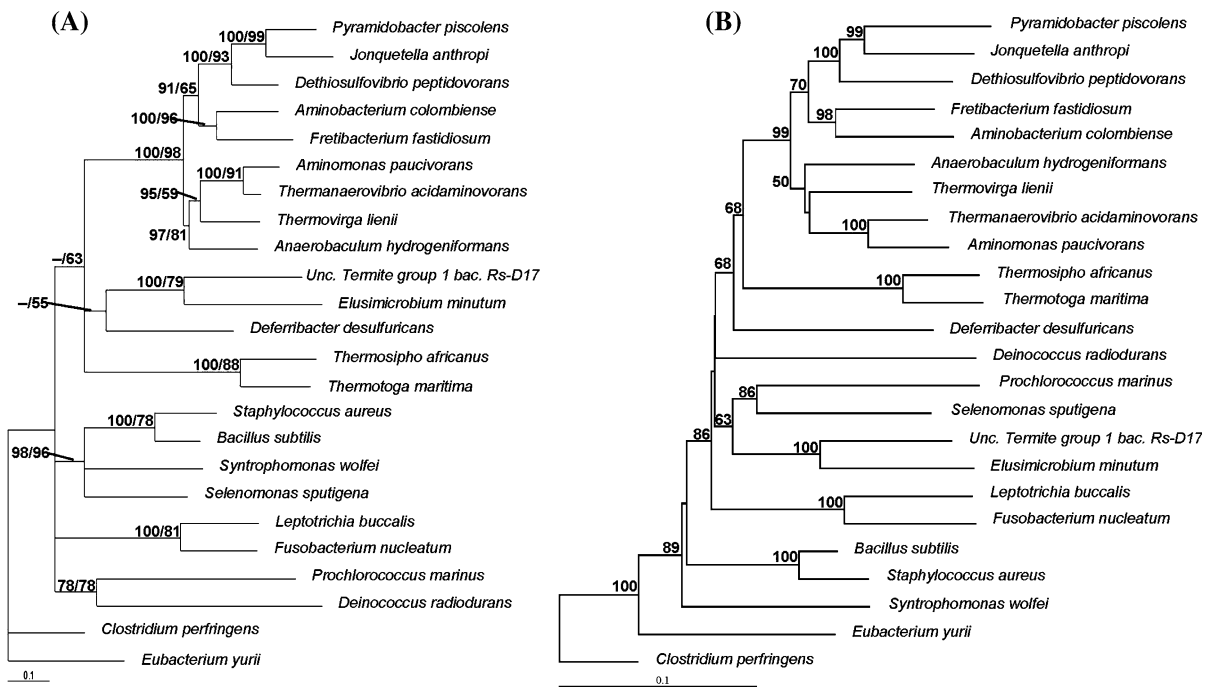 (A)
Pyramidobacter piscolens
100/99
Jonquetella anthropi
100/93
Dethiosulfovibrio peptidovorans
91/65
Aminobacterium colombiense
100/96
Fretibacterium fastidiosum
100/98
Aminomonas paucivorans
100/91
Thermanaerovibrio acidaminovorans
95/59
Thermovirga lienii
97/81
Anaerobaculum hydrogeniformans
–/63
Unc. Termite group 1 bac. Rs-D17
100/79
–/55
Elusimicrobium minutum
Deferribacter desulfuricans
Thermosipho africanus
100/88
Thermotoga maritima
Staphylococcus aureus
100/78
Bacillus subtilis
98/96
Syntrophomonas wolfei
Selenomonas sputigena
Leptotrichia buccalis
100/81
Fusobacterium nucleatum
Prochlorococcus marinus
78/78
Deinococcus radiodurans
Clostridium perfringens
Eubacterium yurii
0.1
(B)
Pyramidobacter piscolens
99
Jonquetella anthropi
100
Dethiosulfovibrio peptidovorans
70
Fretibacterium fastidiosum
98
Aminobacterium colombiense
99
Anaerobaculum hydrogeniformans
50
Thermovirga lienii
68
Thermanaerovibrio acidaminovorans
100
Aminomonas paucivorans
68
Thermosipho africanus
100
Thermotoga maritima
Deferribacter desulfuricans
Deinococcus radiodurans
Prochlorococcus marinus
86
Selenomonas sputigena
63
86
Unc. Termite group 1 bac. Rs-D17
100
Elusimicrobium minutum
Leptotrichia buccalis
100
Fusobacterium nucleatum
89
Bacillus subtilis
100
Staphylococcus aureus
100
Syntrophomonas wolfei
Eubacterium yurii
Clostridium perfringens
0.1